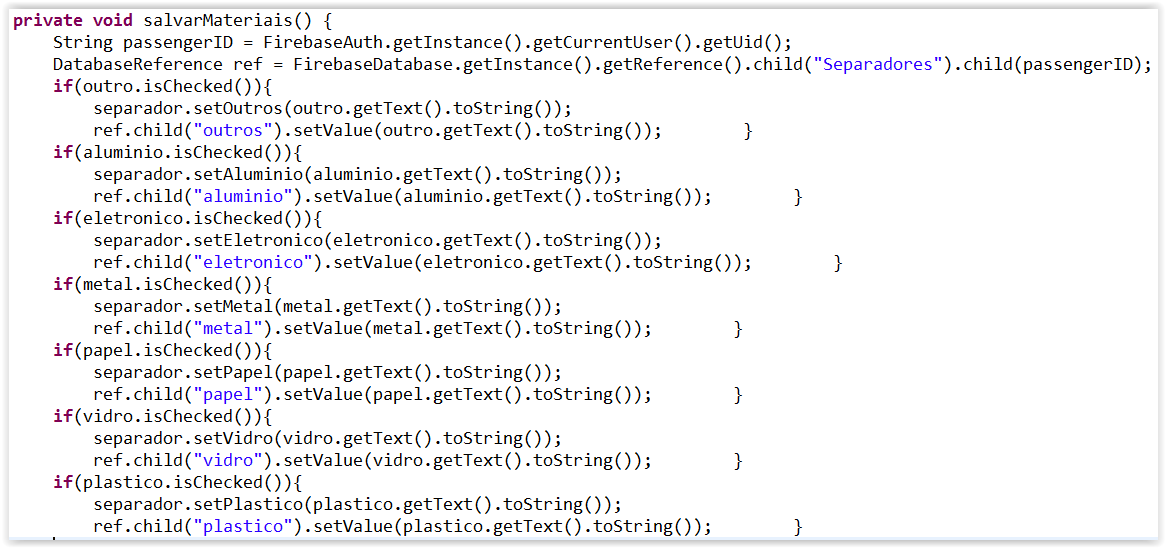 private void salvarMateriais() {
    String passengerID = FirebaseAuth.getInstance().getCurrentUser().getUid();
    DatabaseReference ref = FirebaseDatabase.getInstance().getReference().child("Separadores").child(passengerID);
    if(outro.isChecked()){
        separador.setOutros(outro.getText().toString());
        ref.child("outros").setValue(outro.getText().toString());        }
    if(aluminio.isChecked()){
        separador.setAluminio(aluminio.getText().toString());
        ref.child("aluminio").setValue(aluminio.getText().toString());        }
    if(eletronico.isChecked()){
        separador.setEletronico(eletronico.getText().toString());
        ref.child("eletronico").setValue(eletronico.getText().toString());        }
    if(metal.isChecked()){
        separador.setMetal(metal.getText().toString());
        ref.child("metal").setValue(metal.getText().toString());        }
    if(papel.isChecked()){
        separador.setPapel(papel.getText().toString());
        ref.child("papel").setValue(papel.getText().toString());        }
    if(vidro.isChecked()){
        separador.setVidro(vidro.getText().toString());
        ref.child("vidro").setValue(vidro.getText().toString());        }
    if(plastico.isChecked()){
        separador.setPlastico(plastico.getText().toString());
        ref.child("plastico").setValue(plastico.getText().toString());        }